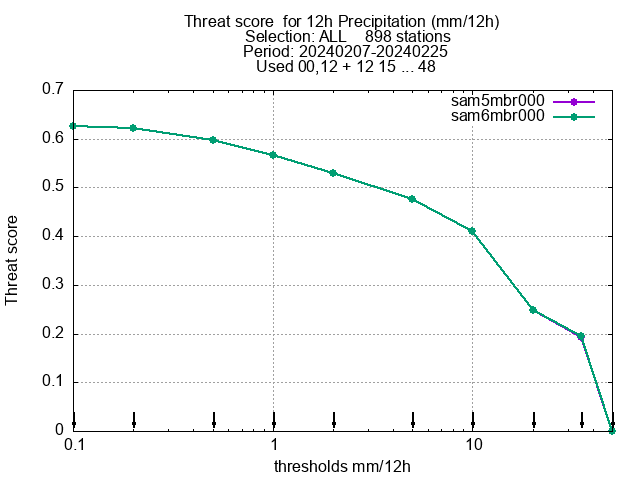 Threat score  for 12h Precipitation (mm/12h)
Selection: ALL    898 stations
Period: 20240207-20240225
Used 00,12 + 12 15 ... 48
sam5mbr000
sam6mbr000
0.7
0.6
0.5
0.4
0.3
0.2
0.1
0
Threat score
0.1 1 10
thresholds mm/12h